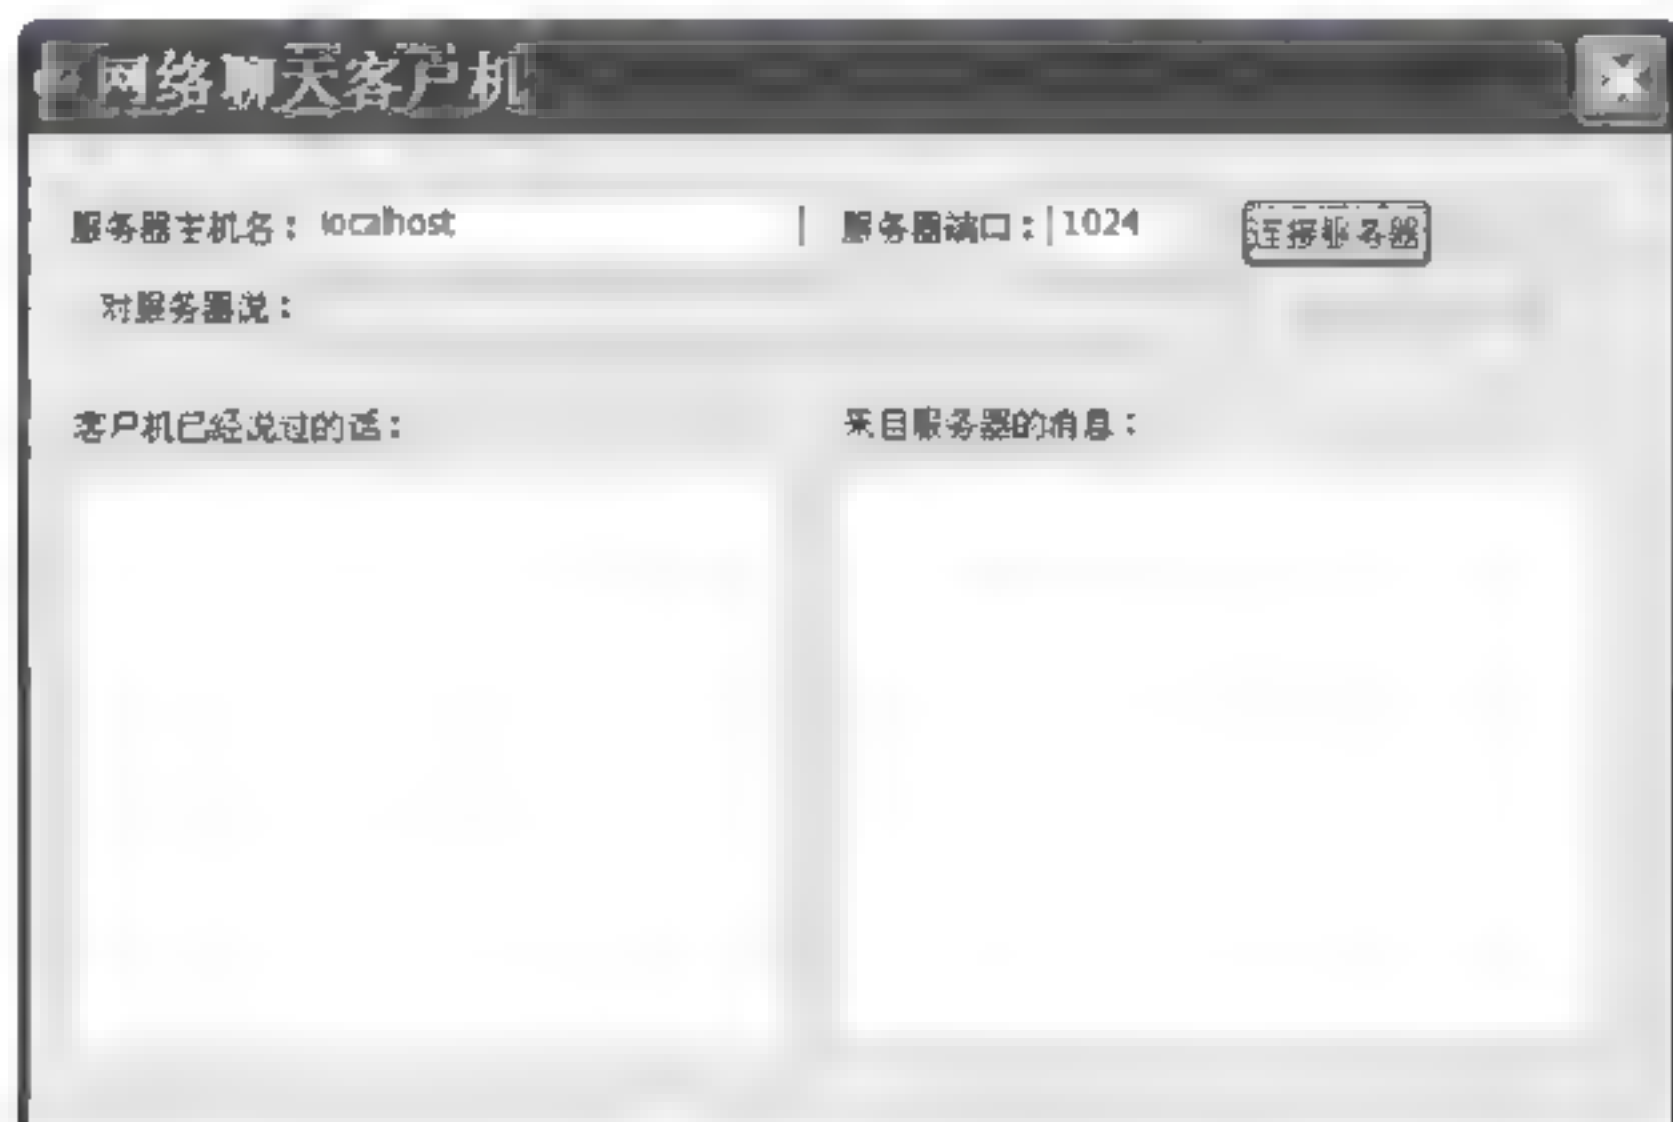 网络聊天客户机
服务器主机名： localhost 服务器端口： 1024 连接服务器
对服务器说：
客户机已经说过的话： 来自服务器的消息：